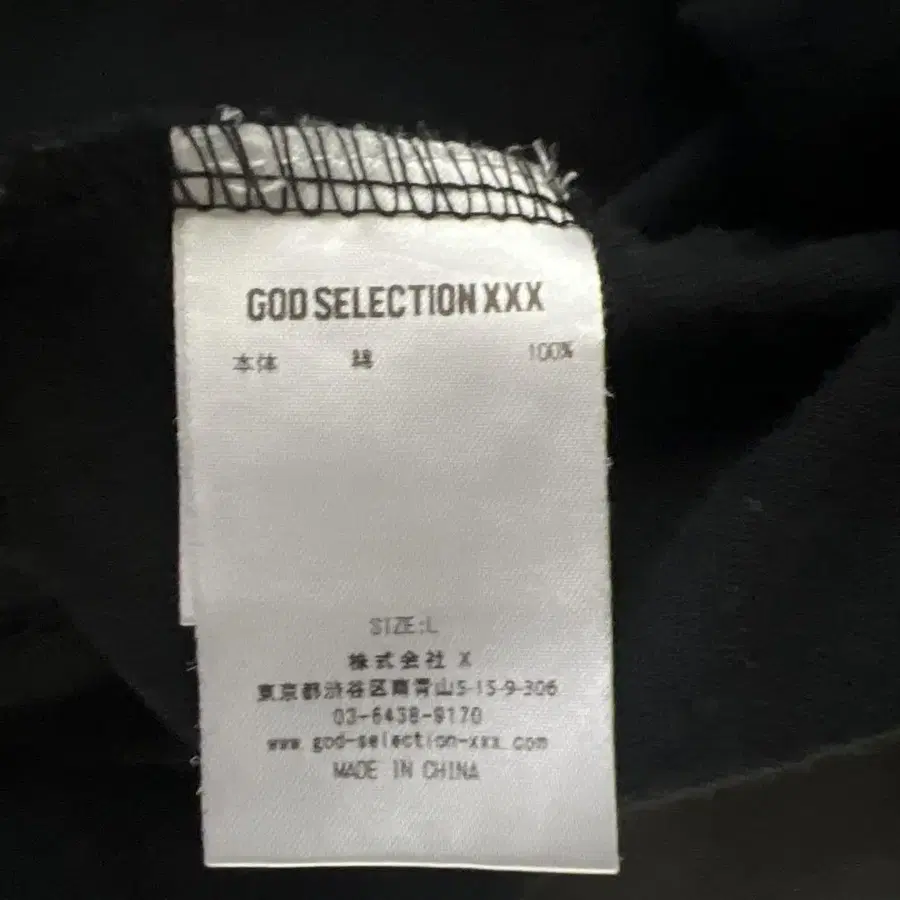 GOD SELECTION XXX
本体 綿 100%
SIZE:L
株式会社 X
東京都渋谷区南青山5-15-9-306
03-6438-9170
www.god-selection-xxx.com
MADE IN CHINA